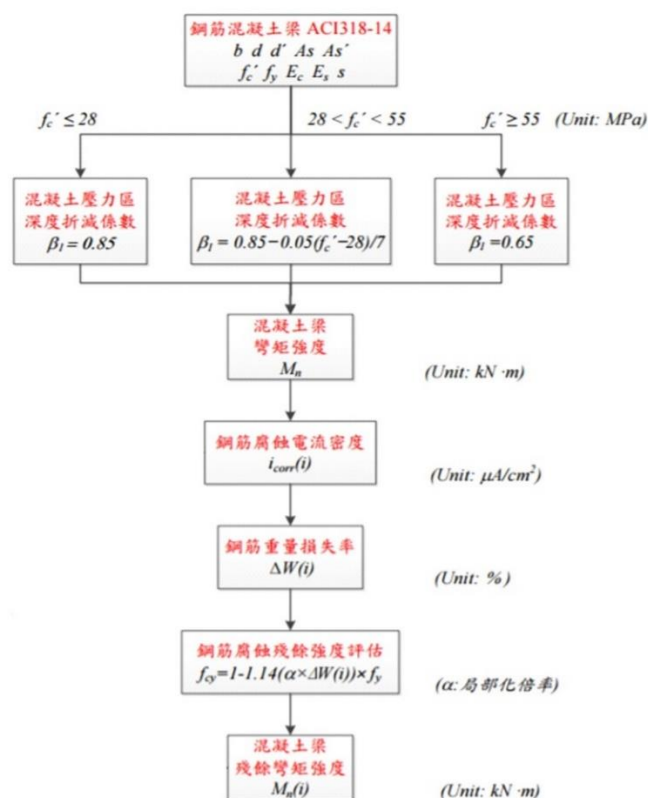 鋼筋混凝土梁 ACI318-14
b d d′ As As′
fc′ fy Ec Es s
fc′ ≤ 28
28 < fc′ < 55
fc′ ≥ 55
(Unit: MPa)
混凝土壓力區
深度折減係數
β1 = 0.85
混凝土壓力區
深度折減係數
β1 = 0.85−0.05(fc′−28)/7
混凝土壓力區
深度折減係數
β1 =0.65
混凝土梁
彎矩強度
Mn
(Unit: kN ·m)
鋼筋腐蝕電流密度
icorr(i)
(Unit: μA/cm²)
鋼筋重量損失率
ΔW(i)
(Unit: %)
鋼筋腐蝕殘餘強度評估
fcy=1-1.14(α×ΔW(i))×fy
(α:局部化倍率)
混凝土梁
殘餘彎矩強度
Mn(i)
(Unit: kN ·m)